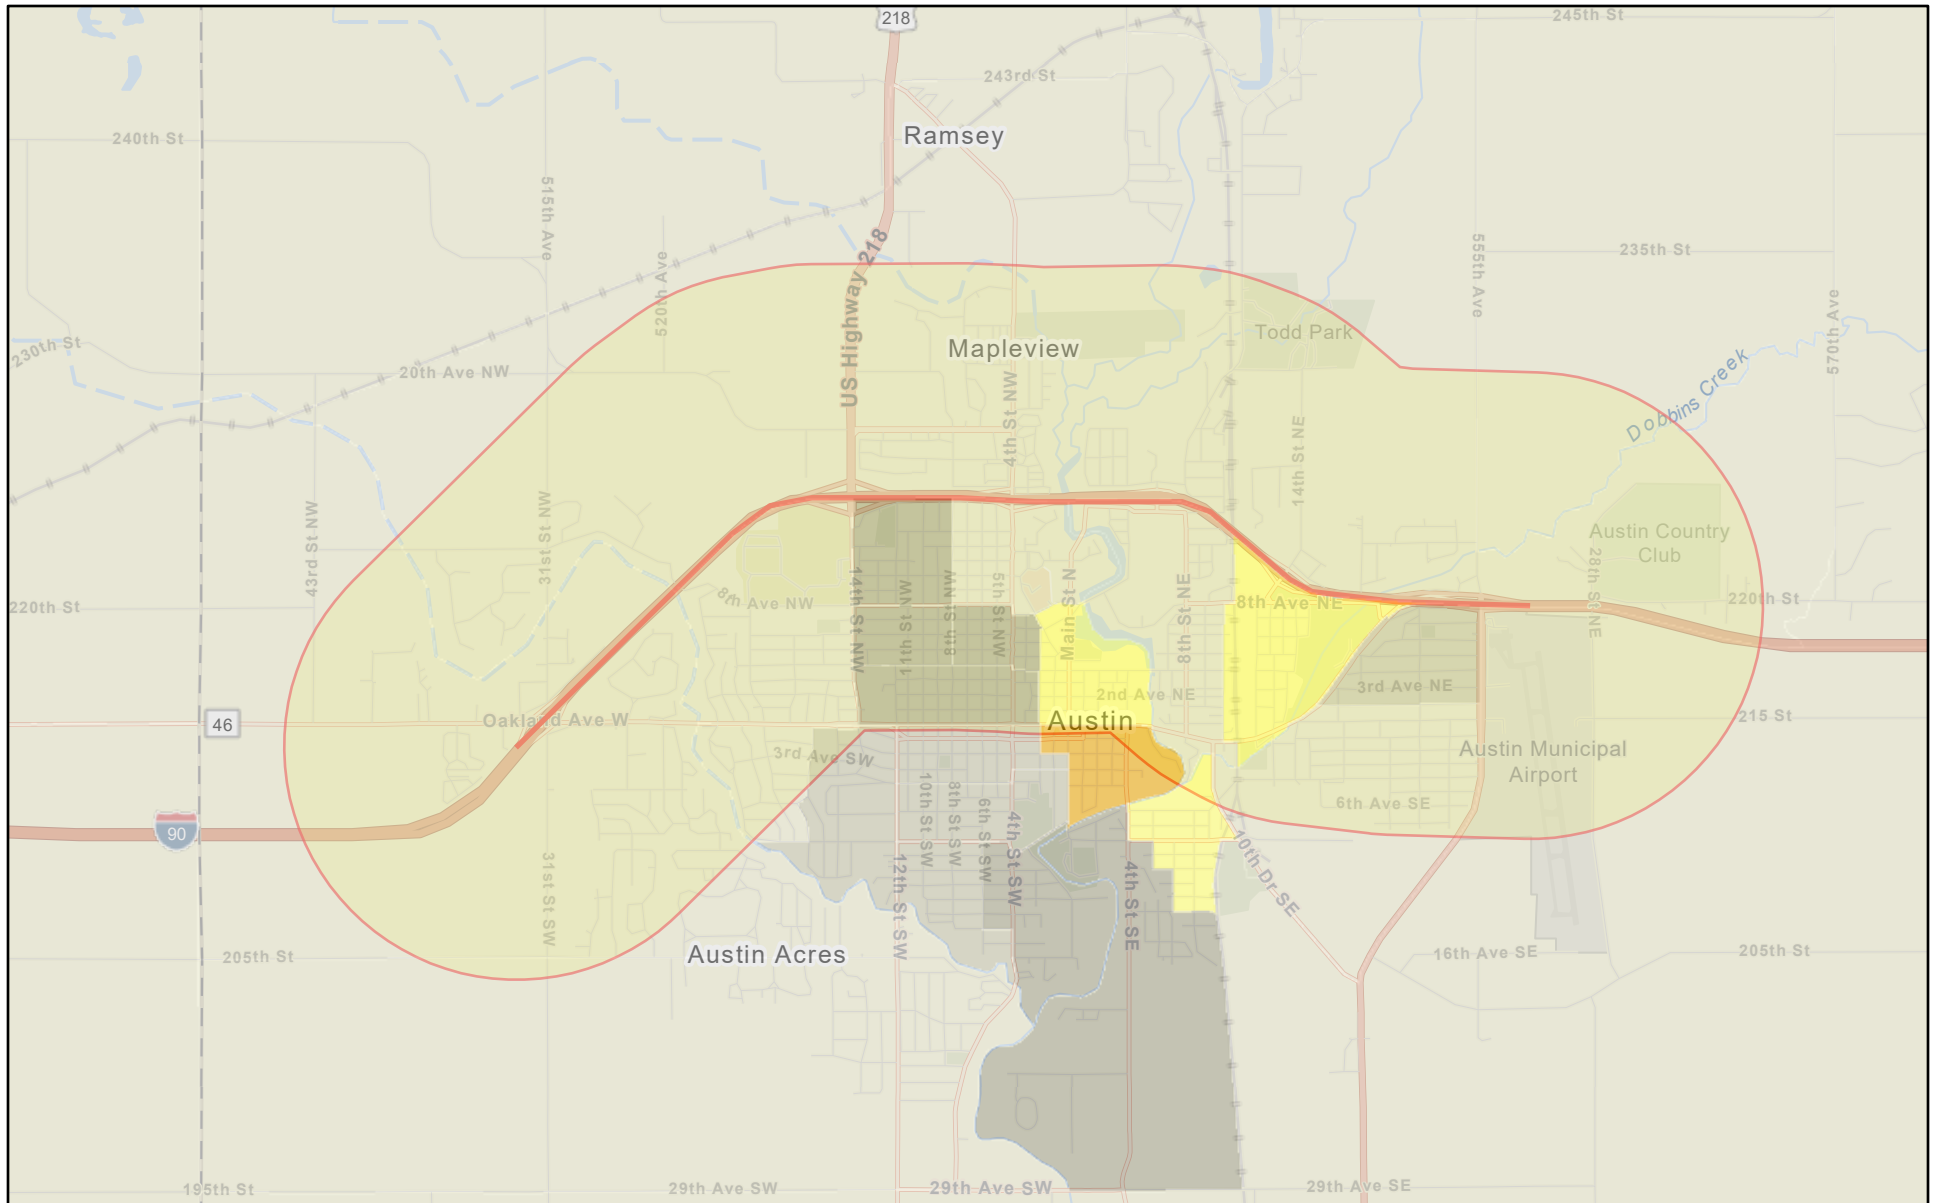 218
245th St
243rd St
240th St
Ramsey
515th Ave
US Highway 218
520th Ave
555th Ave
235th St
570th Ave
230th St
20th Ave NW
Mapleview
Todd Park
Dobbins Creek
4th St NW
14th St NE
43rd St NW
31st St NW
Austin Country
Club
28th St NE
220th St
8th Ave NW
14th St NW
11th St NW
8th St NW
5th St NW
Main St N
8th St NE
8th Ave NE
220th St
46
Oakland Ave W
2nd Ave NE
3rd Ave NE
Austin
215 St
3rd Ave SW
Austin Municipal
Airport
10th St SW
8th St SW
6th St SW
4th St SW
6th Ave SE
90
31st St SW
12th St SW
4th St SE
10th Dr SE
205th St
Austin Acres
16th Ave SE
205th St
195th St
29th Ave SW
29th Ave SW
29th Ave SE